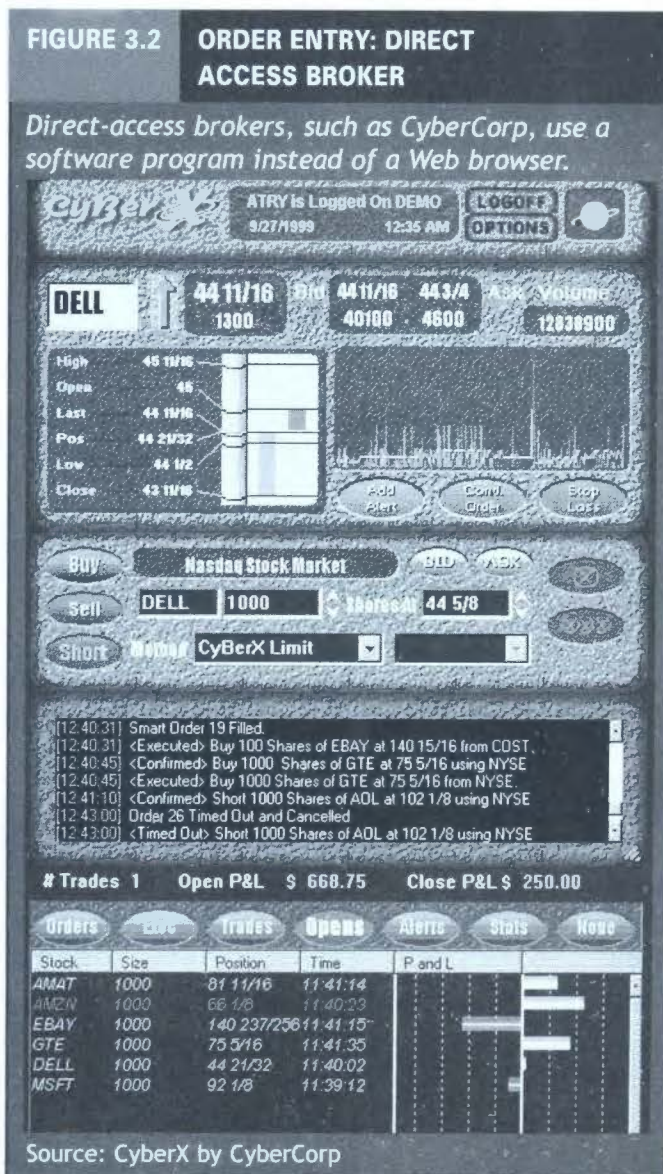 FIGURE 3.2
ORDER ENTRY: DIRECT
ACCESS BROKER
Direct-access brokers, such as CyberCorp, use a
software program instead of a Web browser.
CyBerX
ATRY is Logged On DEMO
9/27/1999 12:35 AM
LOGOFF
OPTIONS
DELL
44 11/16
1300
Bid 44 11/16 44 3/4 Ask
40100 4600
Volume
12838900
High 45 11/16
Open 45
Last 44 11/16
Pos 44 21/32
Low 44 1/2
Close 43 11/16
Add Alert
Cond. Order
Stop Loss
Buy
Nasdaq Stock Market
BID
ASK
Sell
DELL 1000 Shares At 44 5/8
Short
Method CyBerX Limit
[12:40:31] Smart Order 19 Filled.
[12:40:31] <Executed> Buy 100 Shares of EBAY at 140 15/16 from COST.
[12:40:45] <Confirmed> Buy 1000 Shares of GTE at 75 5/16 using NYSE
[12:40:45] <Executed> Buy 1000 Shares of GTE at 75 5/16 from NYSE.
[12:41:10] <Confirmed> Short 1000 Shares of AOL at 102 1/8 using NYSE
[12:43:00] Order 26 Timed Out and Cancelled
[12:43:00] <Timed Out> Short 1000 Shares of AOL at 102 1/8 using NYSE
# Trades 1 Open P&L $ 668.75 Close P&L $ 250.00
Orders Trades Opens Alerts Stats None
Stock Size Position Time P and L
AMAT 1000 81 11/16 11:41:14
AMZN 1000 66 1/8 11:40:23
EBAY 1000 140 237/256 11:41:15
GTE 1000 75 5/16 11:41:35
DELL 1000 44 21/32 11:40:02
MSFT 1000 92 1/8 11:39:12
Source: CyberX by CyberCorp